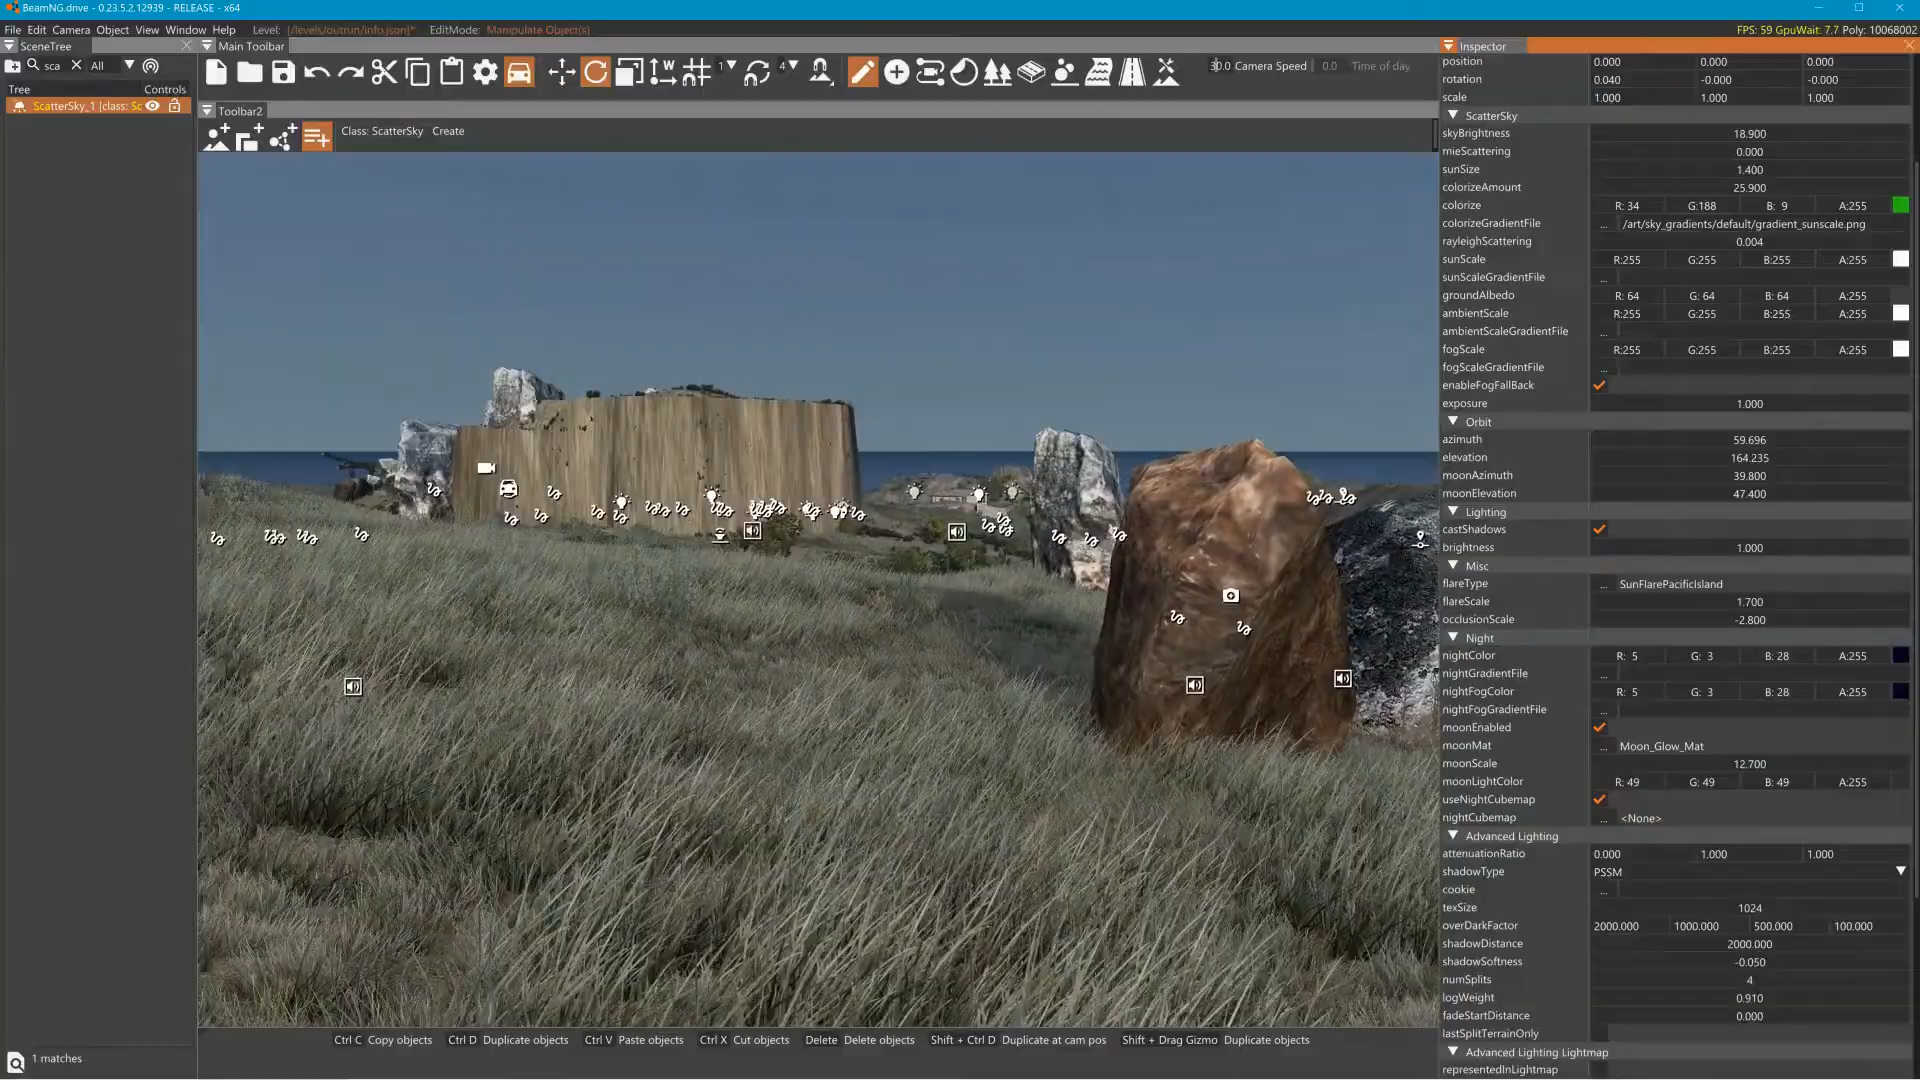 BeamNG.drive - 0.23.5.2.12939 - RELEASE - x64
File Edit Camera Object View Window Help Level: [/levels/outrun/info.json]* EditMode: Manipulate Object(s)
FPS: 59 GpuWait: 7.7 Poly: 10068002
SceneTree
Main Toolbar
Inspector
sca All
1 4
30.0 Camera Speed 0.0 Time of day
Tree Controls
ScatterSky_1 [class: Sc
Toolbar2
Class: ScatterSky Create
position 0.000 0.000 0.000
rotation 0.040 -0.000 -0.000
scale 1.000 1.000 1.000
ScatterSky
skyBrightness 18.900
mieScattering 0.000
sunSize 1.400
colorizeAmount 25.900
colorize R: 34 G:188 B: 9 A:255
colorizeGradientFile ... /art/sky_gradients/default/gradient_sunscale.png
rayleighScattering 0.004
sunScale R:255 G:255 B:255 A:255
sunScaleGradientFile ...
groundAlbedo R: 64 G: 64 B: 64 A:255
ambientScale R:255 G:255 B:255 A:255
ambientScaleGradientFile ...
fogScale R:255 G:255 B:255 A:255
fogScaleGradientFile ...
enableFogFallBack
exposure 1.000
Orbit
azimuth 59.696
elevation 164.235
moonAzimuth 39.800
moonElevation 47.400
Lighting
castShadows
brightness 1.000
Misc
flareType ... SunFlarePacificIsland
flareScale 1.700
occlusionScale -2.800
Night
nightColor R: 5 G: 3 B: 28 A:255
nightGradientFile ...
nightFogColor R: 5 G: 3 B: 28 A:255
nightFogGradientFile ...
moonEnabled
moonMat ... Moon_Glow_Mat
moonScale 12.700
moonLightColor R: 49 G: 49 B: 49 A:255
useNightCubemap
nightCubemap ... <None>
Advanced Lighting
attenuationRatio 0.000 1.000 1.000
shadowType PSSM
cookie ...
texSize 1024
overDarkFactor 2000.000 1000.000 500.000 100.000
shadowDistance 2000.000
shadowSoftness -0.050
numSplits 4
logWeight 0.910
fadeStartDistance 0.000
lastSplitTerrainOnly
Advanced Lighting Lightmap
representedInLightmap
Ctrl C Copy objects Ctrl D Duplicate objects Ctrl V Paste objects Ctrl X Cut objects Delete Delete objects Shift + Ctrl D Duplicate at cam pos Shift + Drag Gizmo Duplicate objects
1 matches